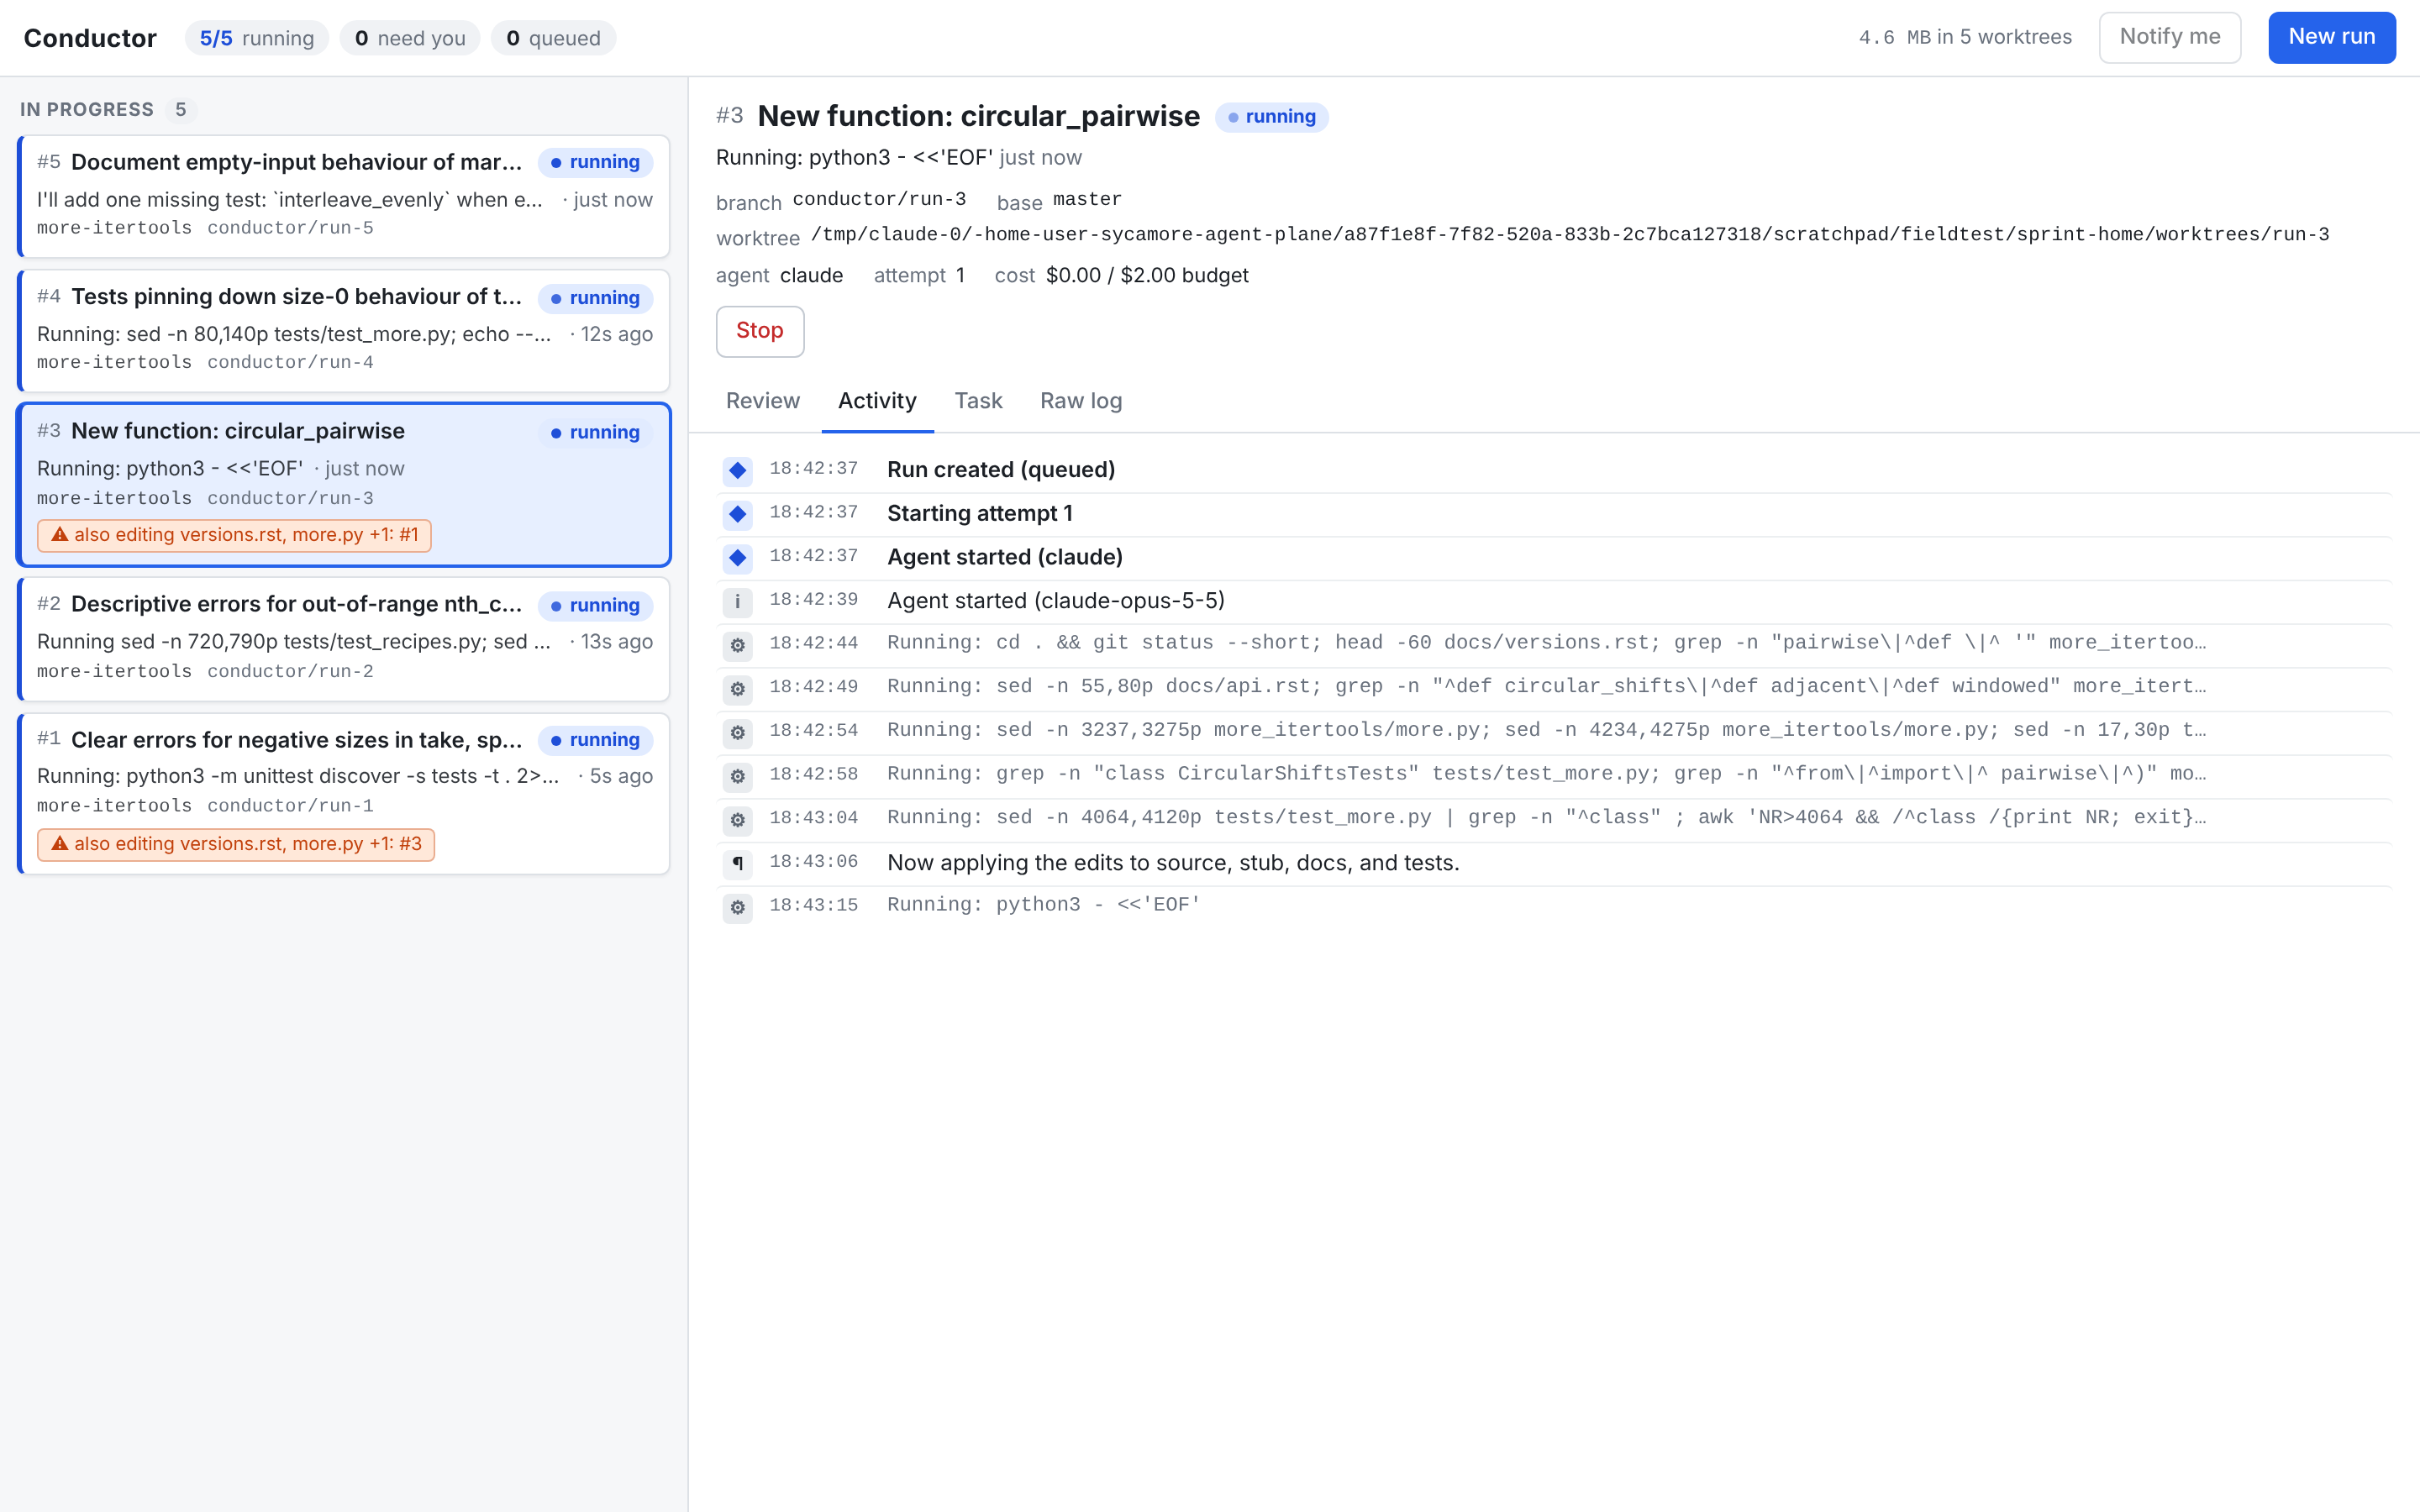 Conductor 5/5 running 0 need you 0 queued 4.6 MB in 5 worktrees Notify me New run
IN PROGRESS 5
#5 Document empty-input behaviour of mar... running
I'll add one missing test: `interleave_evenly` when e... · just now
more-itertools conductor/run-5
#4 Tests pinning down size-0 behaviour of t... running
Running: sed -n 80,140p tests/test_more.py; echo --... · 12s ago
more-itertools conductor/run-4
#3 New function: circular_pairwise running
Running: python3 - <<'EOF' · just now
more-itertools conductor/run-3
⚠ also editing versions.rst, more.py +1: #1
#2 Descriptive errors for out-of-range nth_c... running
Running sed -n 720,790p tests/test_recipes.py; sed ... · 13s ago
more-itertools conductor/run-2
#1 Clear errors for negative sizes in take, sp... running
Running: python3 -m unittest discover -s tests -t . 2>... · 5s ago
more-itertools conductor/run-1
⚠ also editing versions.rst, more.py +1: #3
#3 New function: circular_pairwise running
Running: python3 - <<'EOF' just now
branch conductor/run-3 base master
worktree /tmp/claude-0/-home-user-sycamore-agent-plane/a87f1e8f-7f82-520a-833b-2c7bca127318/scratchpad/fieldtest/sprint-home/worktrees/run-3
agent claude attempt 1 cost $0.00 / $2.00 budget
Stop
Review Activity Task Raw log
18:42:37 Run created (queued)
18:42:37 Starting attempt 1
18:42:37 Agent started (claude)
i 18:42:39 Agent started (claude-opus-5-5)
18:42:44 Running: cd . && git status --short; head -60 docs/versions.rst; grep -n "pairwise\|^def \|^ '" more_itertoo...
18:42:49 Running: sed -n 55,80p docs/api.rst; grep -n "^def circular_shifts\|^def adjacent\|^def windowed" more_itert...
18:42:54 Running: sed -n 3237,3275p more_itertools/more.py; sed -n 4234,4275p more_itertools/more.py; sed -n 17,30p t...
18:42:58 Running: grep -n "class CircularShiftsTests" tests/test_more.py; grep -n "^from\|^import\|^ pairwise\|^)" mo...
18:43:04 Running: sed -n 4064,4120p tests/test_more.py | grep -n "^class" ; awk 'NR>4064 && /^class /{print NR; exit}...
¶ 18:43:06 Now applying the edits to source, stub, docs, and tests.
18:43:15 Running: python3 - <<'EOF'